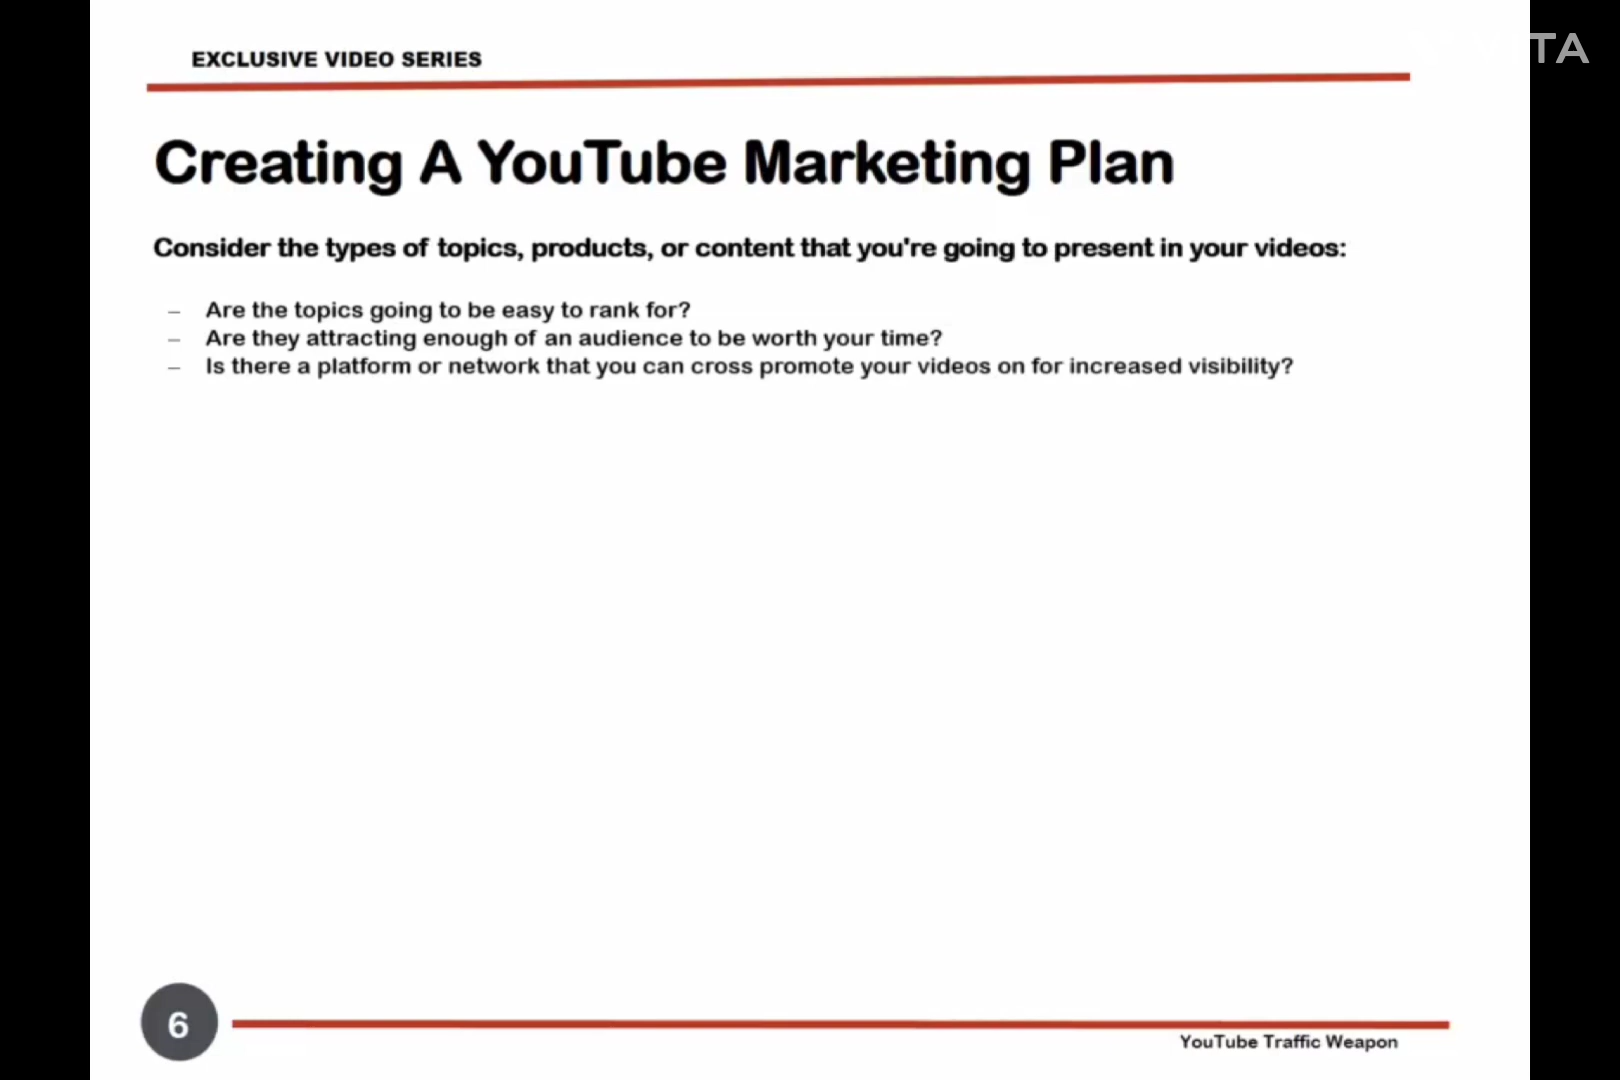 EXCLUSIVE VIDEO SERIES
Creating A YouTube Marketing Plan
Consider the types of topics, products, or content that you're going to present in your videos:
– Are the topics going to be easy to rank for?
– Are they attracting enough of an audience to be worth your time?
– Is there a platform or network that you can cross promote your videos on for increased visibility?
6
YouTube Traffic Weapon